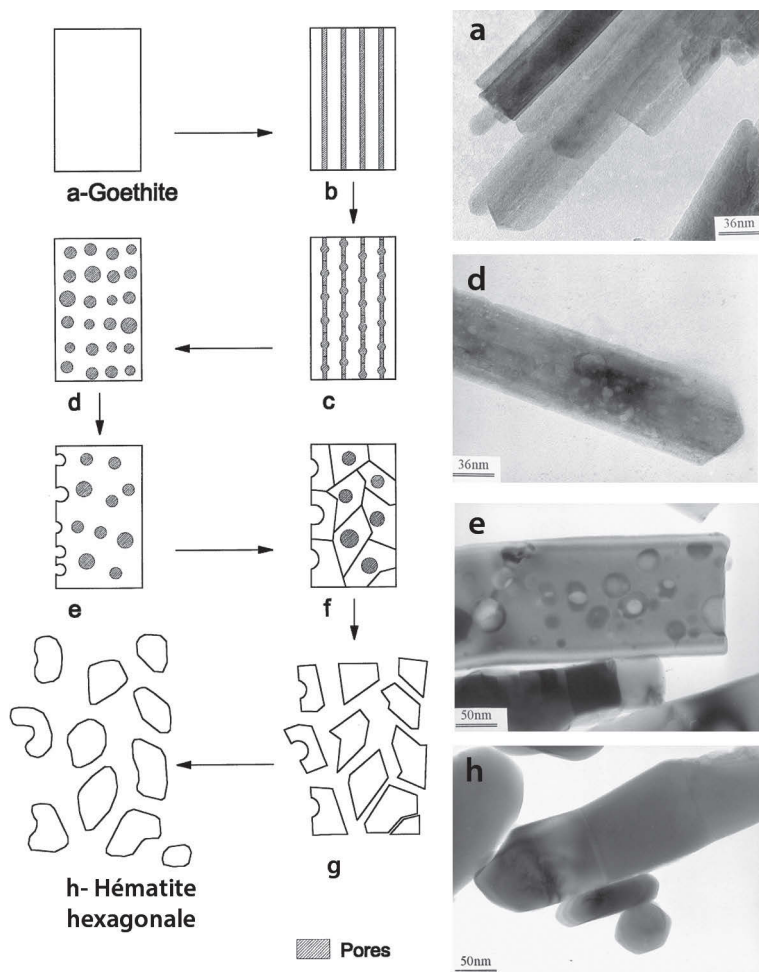 a-Goethite
b
c
d
e
f
g
h- Hématite
hexagonale
Pores
a
36nm
d
36nm
e
50nm
h
50nm